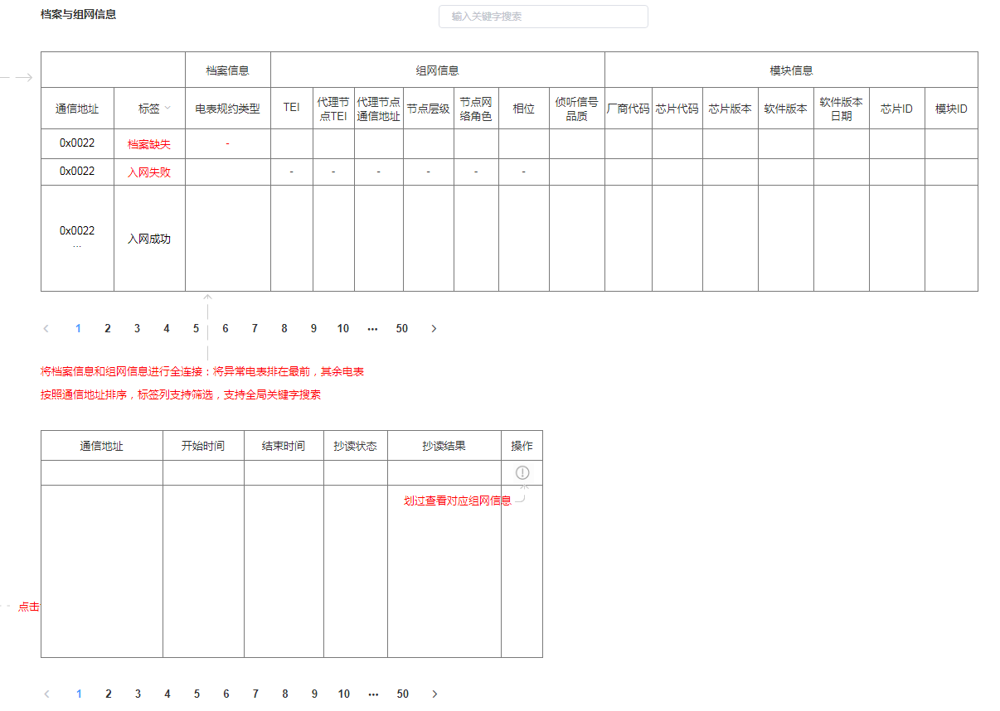 档案与组网信息
输入关键字搜索
档案信息 组网信息 模块信息
通信地址 标签 电表规约类型 TEI 代理节点TEI 代理节点通信地址 节点层级 节点网络角色 相位 侦听信号品质 厂商代码 芯片代码 芯片版本 软件版本 软件版本日期 芯片ID 模块ID
0x0022 档案缺失 -
0x0022 入网失败 - - - - - -
0x0022 入网成功
...
1 2 3 4 5 6 7 8 9 10 ••• 50
将档案信息和组网信息进行全连接：将异常电表排在最前，其余电表
按照通信地址排序，标签列支持筛选，支持全局关键字搜索
通信地址 开始时间 结束时间 抄读状态 抄读结果 操作
划过查看对应组网信息
点击
1 2 3 4 5 6 7 8 9 10 ••• 50